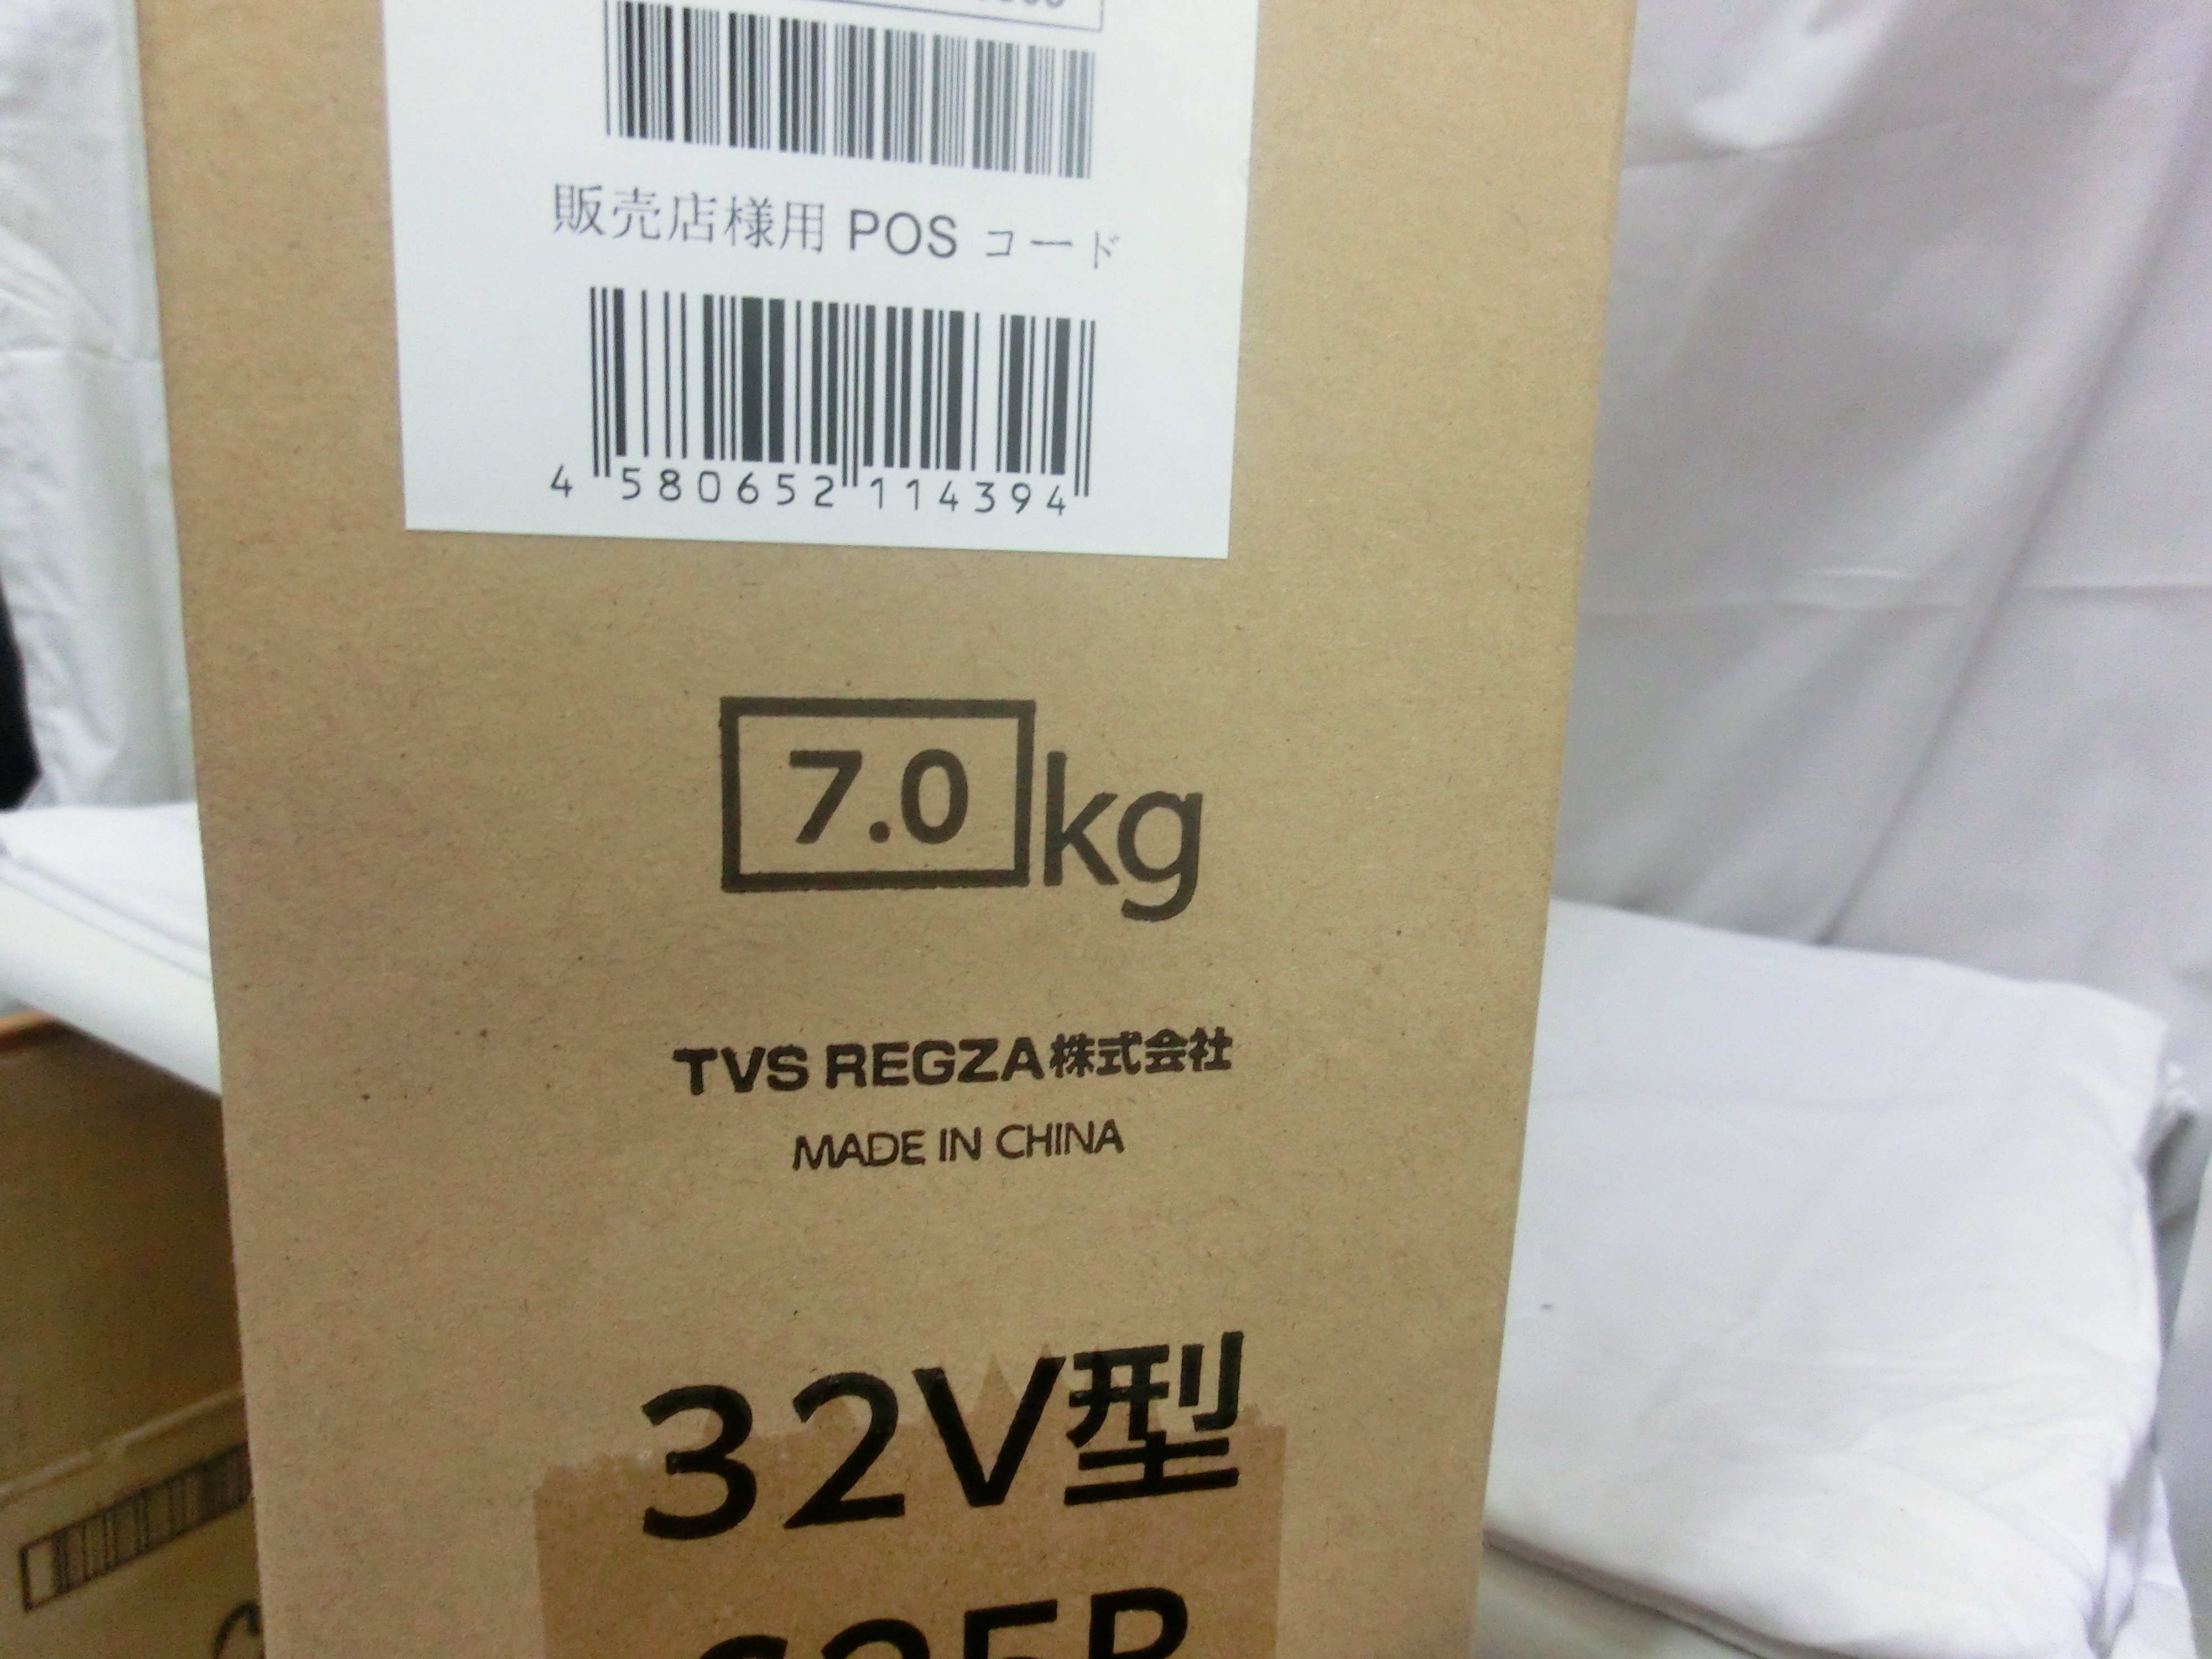 販売店様用 POS コード
4 580652 114394
7.0 kg
TVS REGZA株式会社
MADE IN CHINA
32V型